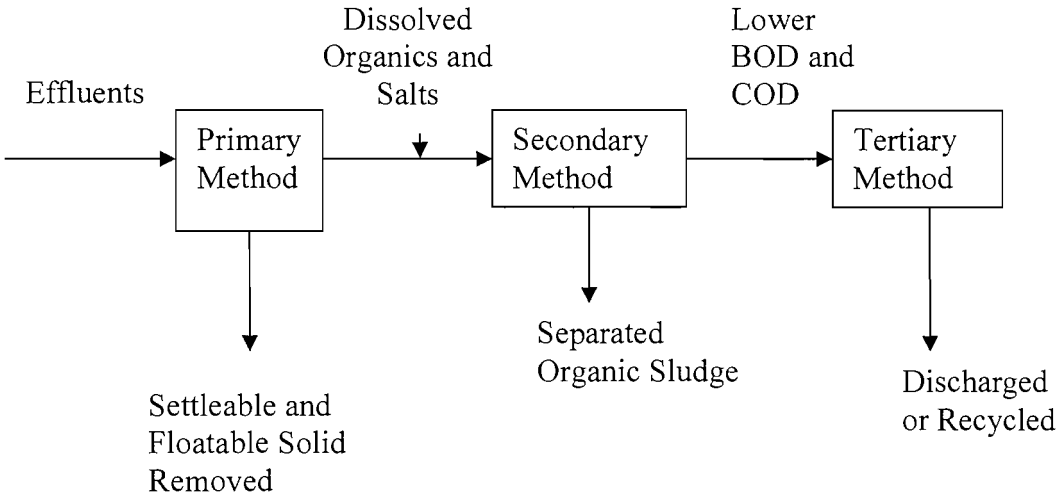 Effluents
Primary
Method
Settleable and
Floatable Solid
Removed
Dissolved
Organics and
Salts
Secondary
Method
Separated
Organic Sludge
Lower
BOD and
COD
Tertiary
Method
Discharged
or Recycled